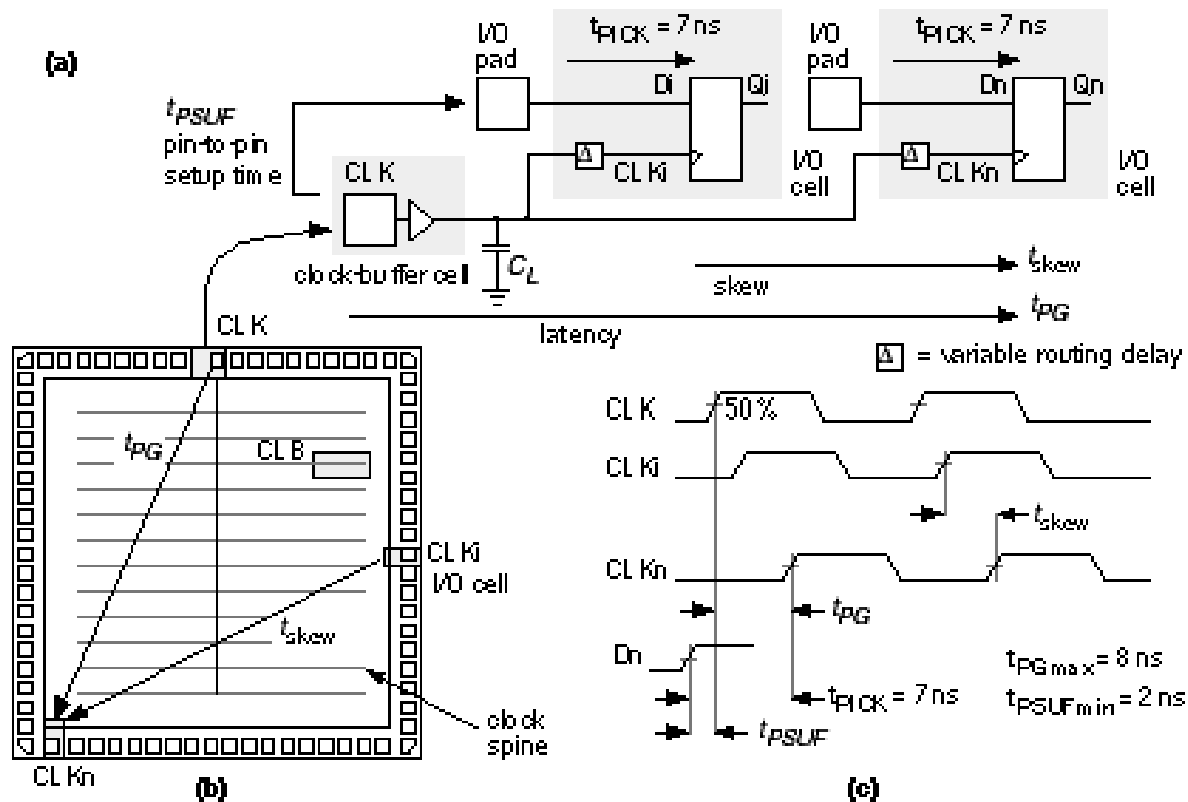 (a)
I/O
pad
tPICK = 7 ns
Di
Qi
I/O
pad
tPICK = 7 ns
Dn
Qn
tPSUF
pin-to-pin
setup time
CLK
Δ
CLKi
I/O
cell
Δ
CLKn
I/O
cell
clock-buffer cell
CL
skew
tskew
latency
tPG
Δ = variable routing delay
CLK
tPG
CLB
CLKi
I/O cell
tskew
clock
spine
CLKn
(b)
CLK
50%
CLKi
tskew
CLKn
tPG
Dn
tPGmax = 8 ns
tPICK = 7 ns
tPSUFmin = 2 ns
tPSUF
(c)